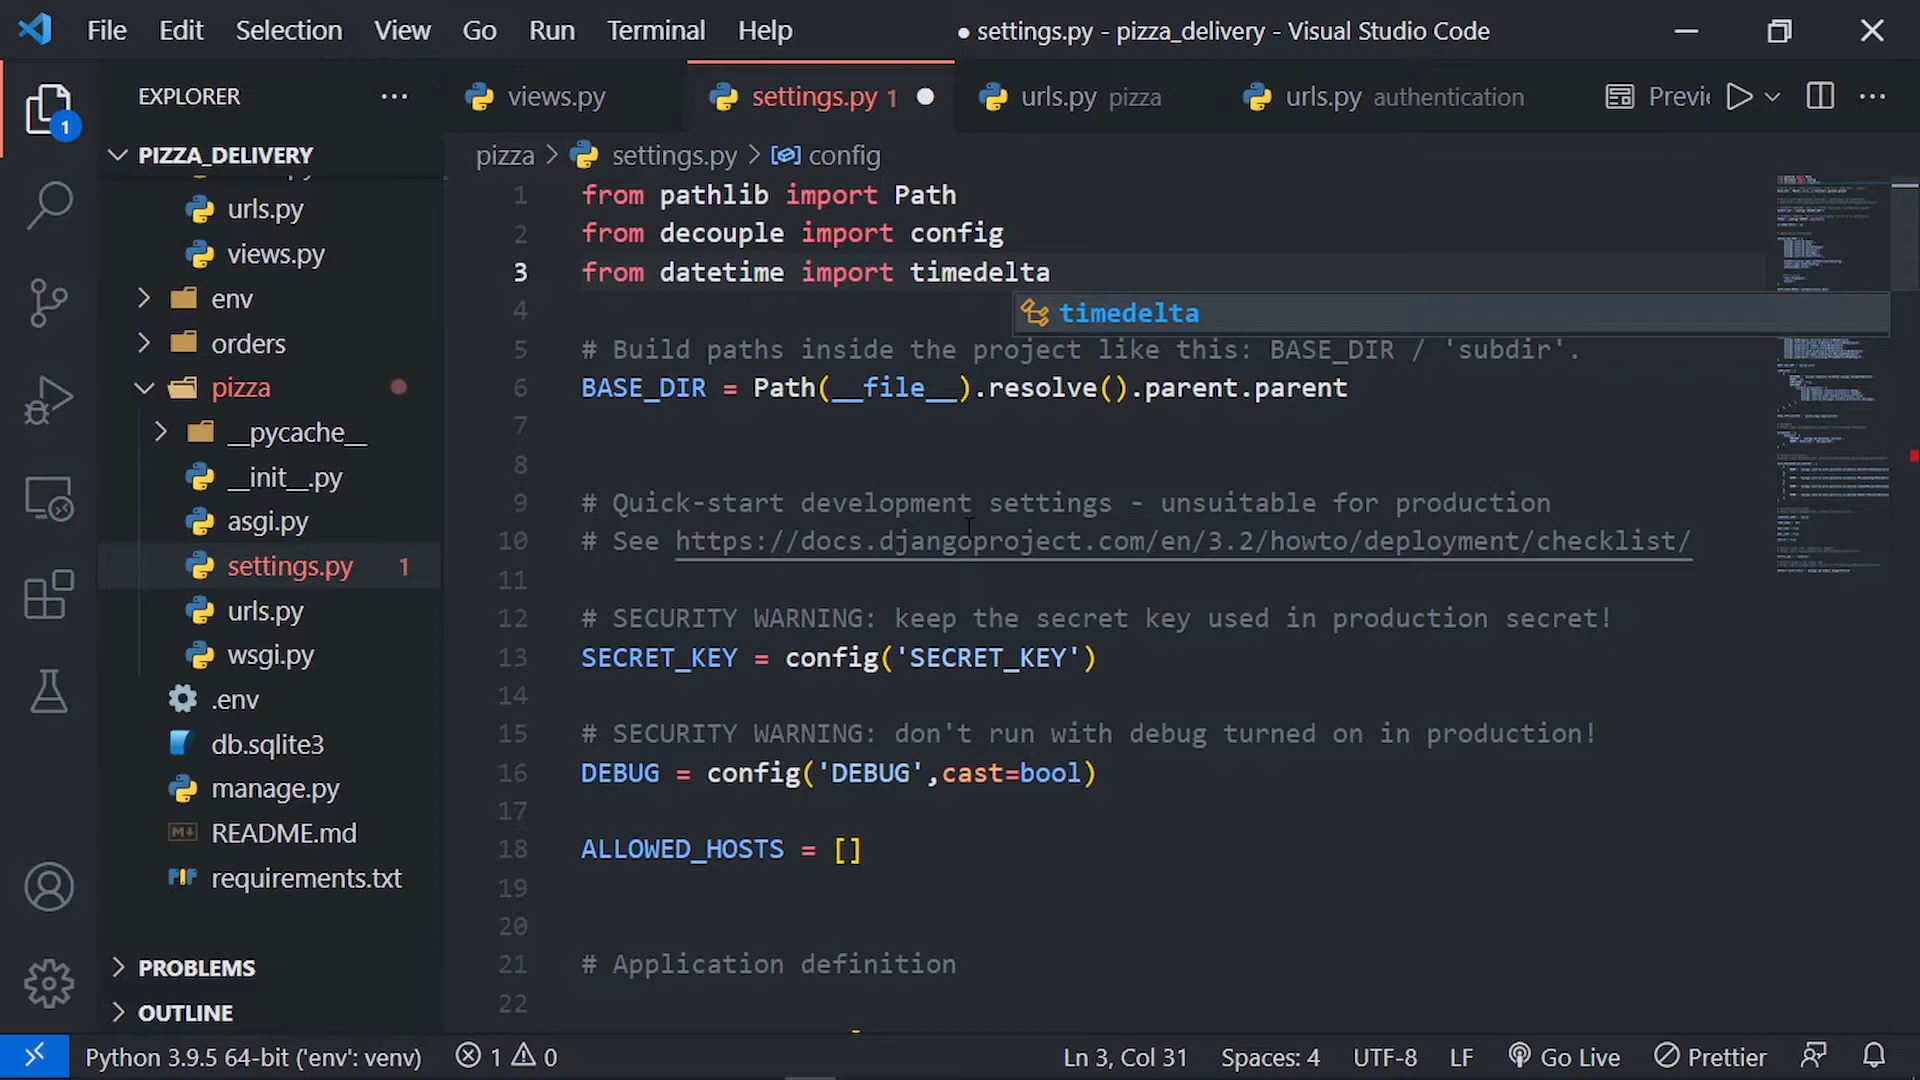 File Edit Selection View Go Run Terminal Help ● settings.py - pizza_delivery - Visual Studio Code
EXPLORER
views.py
settings.py 1
urls.py pizza
urls.py authentication
PIZZA_DELIVERY
pizza > settings.py > config
urls.py
views.py
env
orders
pizza
__pycache__
__init__.py
asgi.py
settings.py 1
urls.py
wsgi.py
.env
db.sqlite3
manage.py
README.md
requirements.txt
PROBLEMS
OUTLINE
1 from pathlib import Path
2 from decouple import config
3 from datetime import timedelta
timedelta
4
5 # Build paths inside the project like this: BASE_DIR / 'subdir'.
6 BASE_DIR = Path(__file__).resolve().parent.parent
7
8
9 # Quick-start development settings - unsuitable for production
10 # See https://docs.djangoproject.com/en/3.2/howto/deployment/checklist/
11
12 # SECURITY WARNING: keep the secret key used in production secret!
13 SECRET_KEY = config('SECRET_KEY')
14
15 # SECURITY WARNING: don't run with debug turned on in production!
16 DEBUG = config('DEBUG',cast=bool)
17
18 ALLOWED_HOSTS = []
19
20
21 # Application definition
22
1
Python 3.9.5 64-bit ('env': venv) 1 0 Ln 3, Col 31 Spaces: 4 UTF-8 LF Go Live Prettier